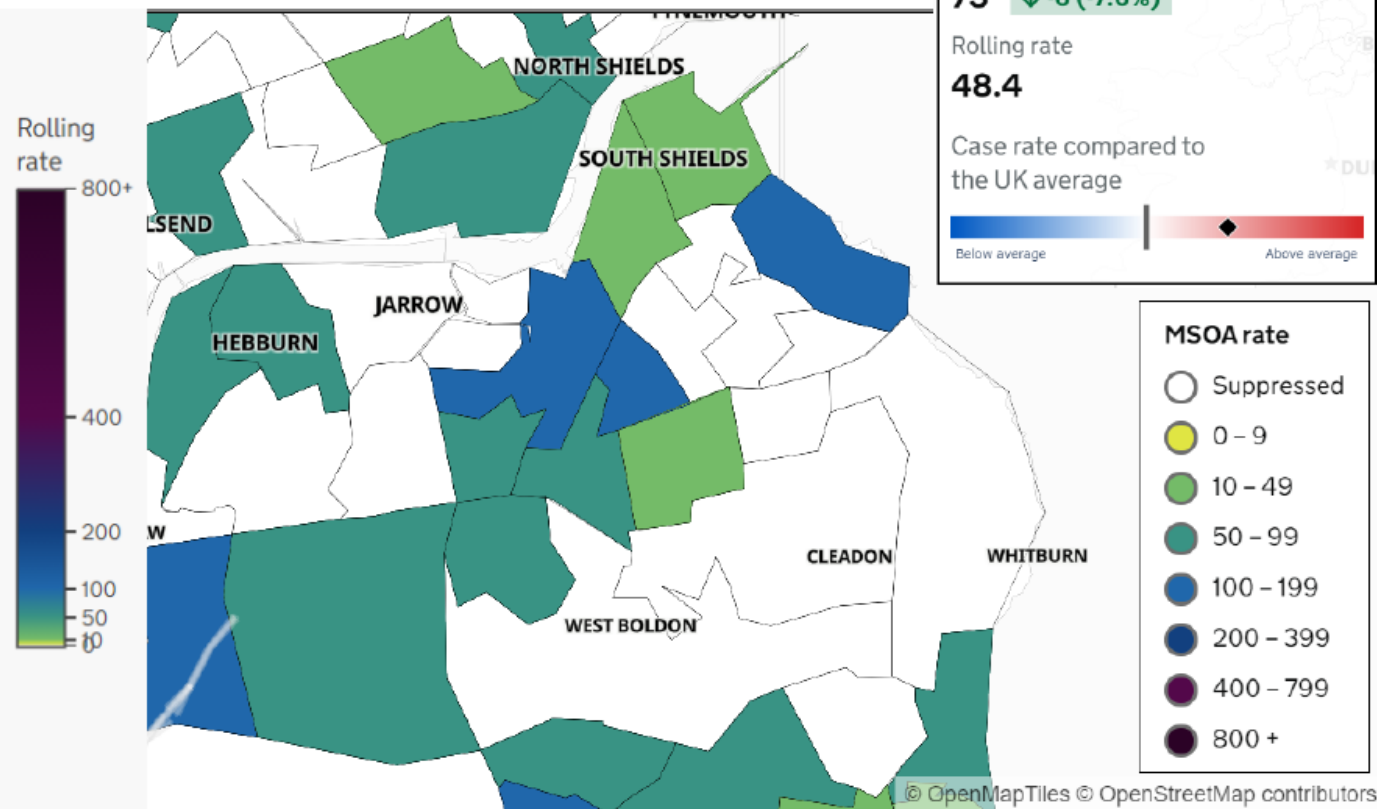 Rolling
rate
800+
400
200
100
50
10
0
TYNEMOUTH
NORTH SHIELDS
SOUTH SHIELDS
LSEND
JARROW
HEBBURN
W
CLEADON
WHITBURN
WEST BOLDON
Rolling rate
48.4
Case rate compared to
the UK average
Below average
Above average
MSOA rate
Suppressed
0 – 9
10 – 49
50 – 99
100 – 199
200 – 399
400 – 799
800 +
© OpenMapTiles © OpenStreetMap contributors